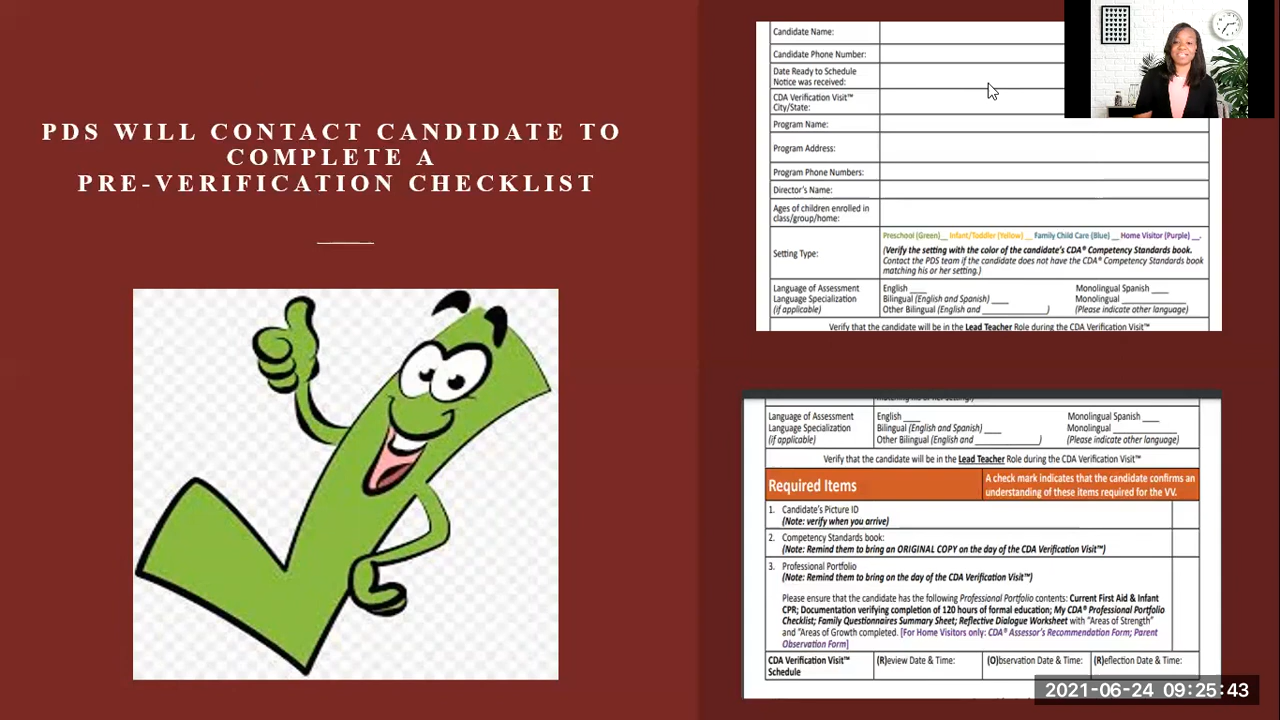 PDS WILL CONTACT CANDIDATE TO
COMPLETE A
PRE-VERIFICATION CHECKLIST
Candidate Name:
Candidate Phone Number:
Date Ready to Schedule
Notice was received:
CDA Verification Visit™
City/State:
Program Name:
Program Address:
Program Phone Numbers:
Director's Name:
Ages of children enrolled in
class/group/home:
Setting Type:
Preschool (Green)__ Infant/Toddler (Yellow) __ Family Child Care (Blue) __ Home Visitor (Purple) __.
(Verify the setting with the color of the candidate's CDA® Competency Standards book.
Contact the PDS team if the candidate does not have the CDA® Competency Standards book
matching his or her setting.)
Language of Assessment
Language Specialization
(if applicable)
English ____
Bilingual (English and Spanish) ____
Other Bilingual (English and ______________)
Monolingual Spanish ____
Monolingual ______________
(Please indicate other language)
Verify that the candidate will be in the Lead Teacher Role during the CDA Verification Visit™
matching his or her setting.)
Language of Assessment
Language Specialization
(if applicable)
English ____
Bilingual (English and Spanish) ____
Other Bilingual (English and ______________)
Monolingual Spanish ____
Monolingual ______________
(Please indicate other language)
Verify that the candidate will be in the Lead Teacher Role during the CDA Verification Visit™
Required Items
A check mark indicates that the candidate confirms an
understanding of these items required for the VV.
1. Candidate's Picture ID
(Note: verify when you arrive)
2. Competency Standards book:
(Note: Remind them to bring an ORIGINAL COPY on the day of the CDA Verification Visit™)
3. Professional Portfolio
(Note: Remind them to bring on the day of the CDA Verification Visit™)
Please ensure that the candidate has the following Professional Portfolio contents: Current First Aid & Infant
CPR; Documentation verifying completion of 120 hours of formal education; My CDA® Professional Portfolio
Checklist; Family Questionnaires Summary Sheet; Reflective Dialogue Worksheet with "Areas of Strength"
and "Areas of Growth completed. [For Home Visitors only: CDA® Assessor's Recommendation Form; Parent
Observation Form]
CDA Verification Visit™
Schedule
(R)eview Date & Time:
(O)bservation Date & Time:
(R)eflection Date & Time:
2021-06-24 09:25:43